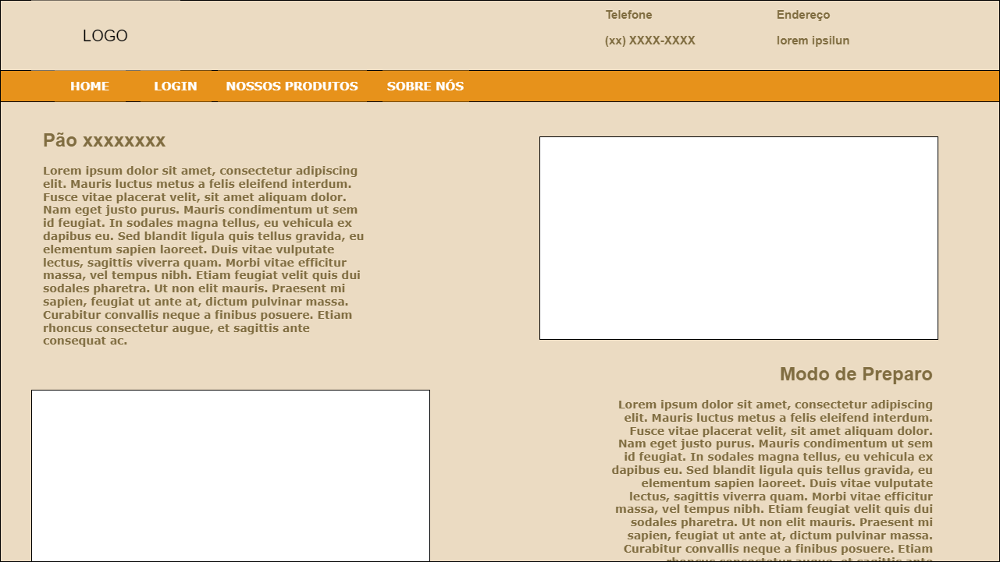 LOGO
Telefone
Endereço
(xx) XXXX-XXXX
lorem ipsilun
HOME
LOGIN
NOSSOS PRODUTOS
SOBRE NÓS
Pão xxxxxxxx
Lorem ipsum dolor sit amet, consectetur adipiscing
elit. Mauris luctus metus a felis eleifend interdum.
Fusce vitae placerat velit, sit amet aliquam dolor.
Nam eget justo purus. Mauris condimentum ut sem
id feugiat. In sodales magna tellus, eu vehicula ex
dapibus eu. Sed blandit ligula quis tellus gravida, eu
elementum sapien laoreet. Duis vitae vulputate
lectus, sagittis viverra quam. Morbi vitae efficitur
massa, vel tempus nibh. Etiam feugiat velit quis dui
sodales pharetra. Ut non elit mauris. Praesent mi
sapien, feugiat ut ante at, dictum pulvinar massa.
Curabitur convallis neque a finibus posuere. Etiam
rhoncus consectetur augue, et sagittis ante
consequat ac.
Modo de Preparo
Lorem ipsum dolor sit amet, consectetur adipiscing
elit. Mauris luctus metus a felis eleifend interdum.
Fusce vitae placerat velit, sit amet aliquam dolor.
Nam eget justo purus. Mauris condimentum ut sem
id feugiat. In sodales magna tellus, eu vehicula ex
dapibus eu. Sed blandit ligula quis tellus gravida, eu
elementum sapien laoreet. Duis vitae vulputate
lectus, sagittis viverra quam. Morbi vitae efficitur
massa, vel tempus nibh. Etiam feugiat velit quis dui
sodales pharetra. Ut non elit mauris. Praesent mi
sapien, feugiat ut ante at, dictum pulvinar massa.
Curabitur convallis neque a finibus posuere. Etiam
rhoncus consectetur augue, et sagittis ante